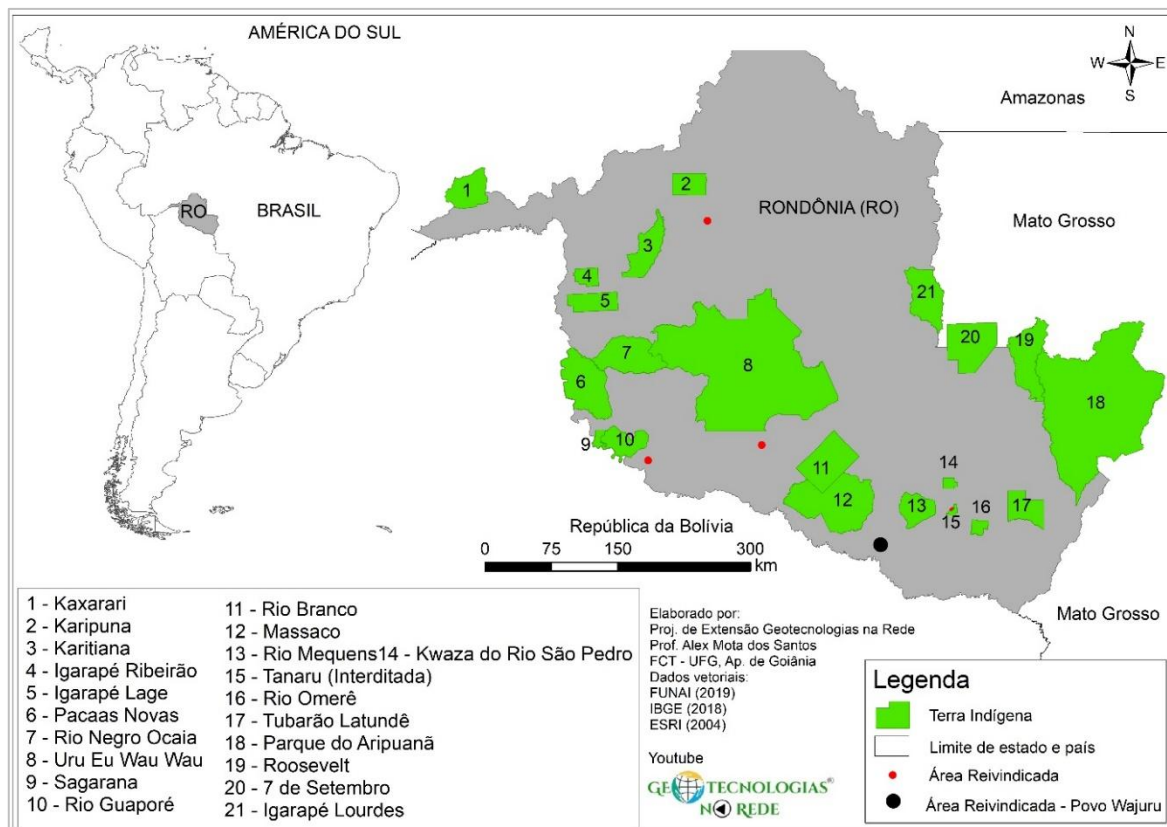 AMÉRICA DO SUL
RO
BRASIL
N
W E
S
Amazonas
RONDÔNIA (RO)
Mato Grosso
1
2
3
4
5
21
20
19
7
8
6
18
9
10
11
14
12
13
16
17
15
República da Bolívia
0 75 150 300
km
Mato Grosso
1 - Kaxarari
2 - Karipuna
3 - Karitiana
4 - Igarapé Ribeirão
5 - Igarapé Lage
6 - Pacaas Novas
7 - Rio Negro Ocaia
8 - Uru Eu Wau Wau
9 - Sagarana
10 - Rio Guaporé
11 - Rio Branco
12 - Massaco
13 - Rio Mequens14 - Kwaza do Rio São Pedro
15 - Tanaru (Interditada)
16 - Rio Omerê
17 - Tubarão Latundê
18 - Parque do Aripuanã
19 - Roosevelt
20 - 7 de Setembro
21 - Igarapé Lourdes
Elaborado por:
Proj. de Extensão Geotecnologias na Rede
Prof. Alex Mota dos Santos
FCT - UFG, Ap. de Goiânia
Dados vetoriais:
FUNAI (2019)
IBGE (2018)
ESRI (2004)
Youtube
GEOTECNOLOGIAS
NA REDE
Legenda
Terra Indígena
Limite de estado e país
Área Reivindicada
Área Reivindicada - Povo Wajuru